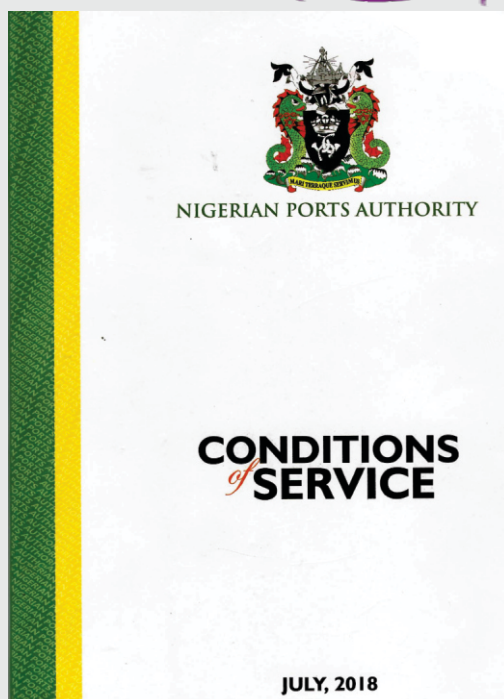 MARI TERRAQUE SERVIMUS
NIGERIAN PORTS AUTHORITY
CONDITIONS
of SERVICE
JULY, 2018